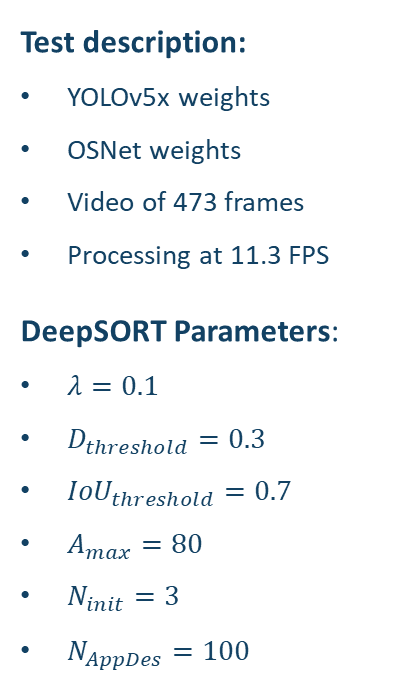 Test description:
• YOLOv5x weights
• OSNet weights
• Video of 473 frames
• Processing at 11.3 FPS
DeepSORT Parameters:
• λ = 0.1
• D_threshold = 0.3
• IoU_threshold = 0.7
• A_max = 80
• N_init = 3
• N_AppDes = 100